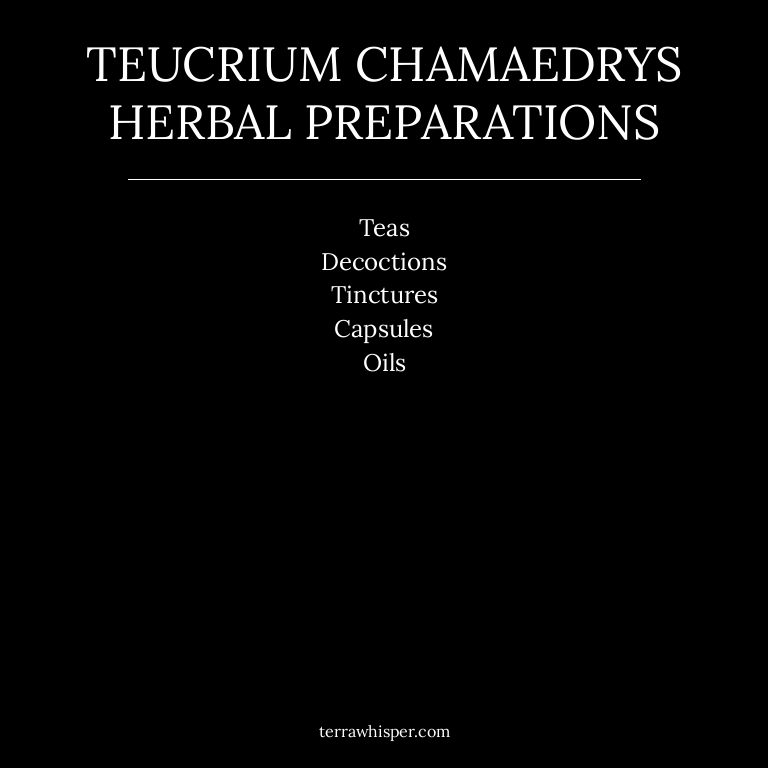 TEUCRIUM CHAMAEDRYS
HERBAL PREPARATIONS
Teas
Decoctions
Tinctures
Capsules
Oils
terrawhisper.com